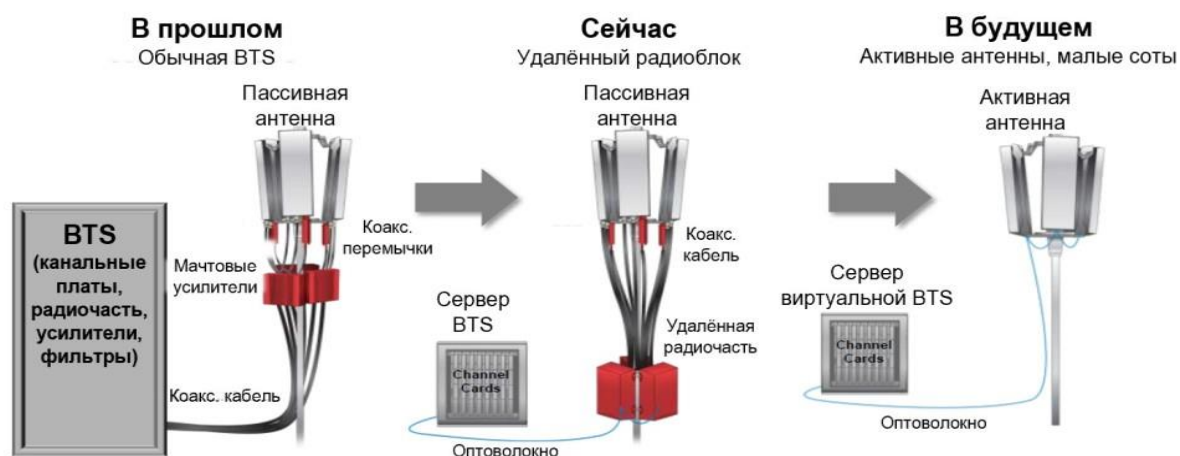 В прошлом
Обычная BTS
Пассивная
антенна
BTS
(канальные
платы,
радиочасть,
усилители,
фильтры)
Мачтовые
усилители
Коакс.
перемычки
Коакс. кабель
Сейчас
Удалённый радиоблок
Пассивная
антенна
Коакс.
кабель
Сервер
BTS
Channel
Cards
Удалённая
радиочасть
Оптоволокно
В будущем
Активные антенны, малые соты
Активная
антенна
Сервер
виртуальной BTS
Channel
Cards
Оптоволокно